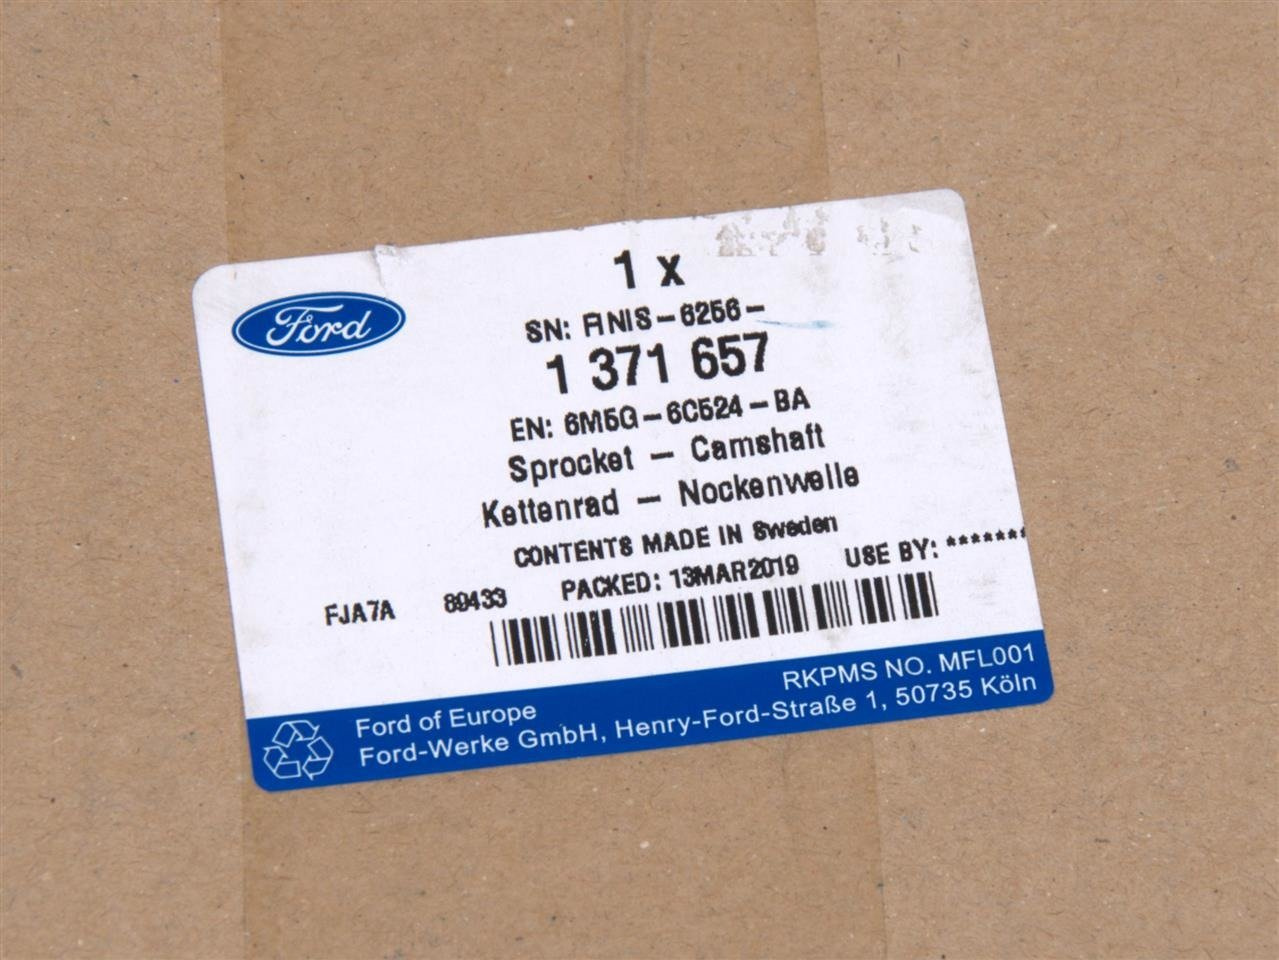 Ford
1 x
SN: FINIS-6256-
1 371 657
EN: 6M5G-6C524-BA
Sprocket - Camshaft
Kettenrad - Nockenwelle
CONTENTS MADE IN Sweden
FJA7A 89433 PACKED: 13MAR2019 USE BY: *******
RKPMS NO. MFL001
Ford of Europe
Ford-Werke GmbH, Henry-Ford-Straße 1, 50735 Köln